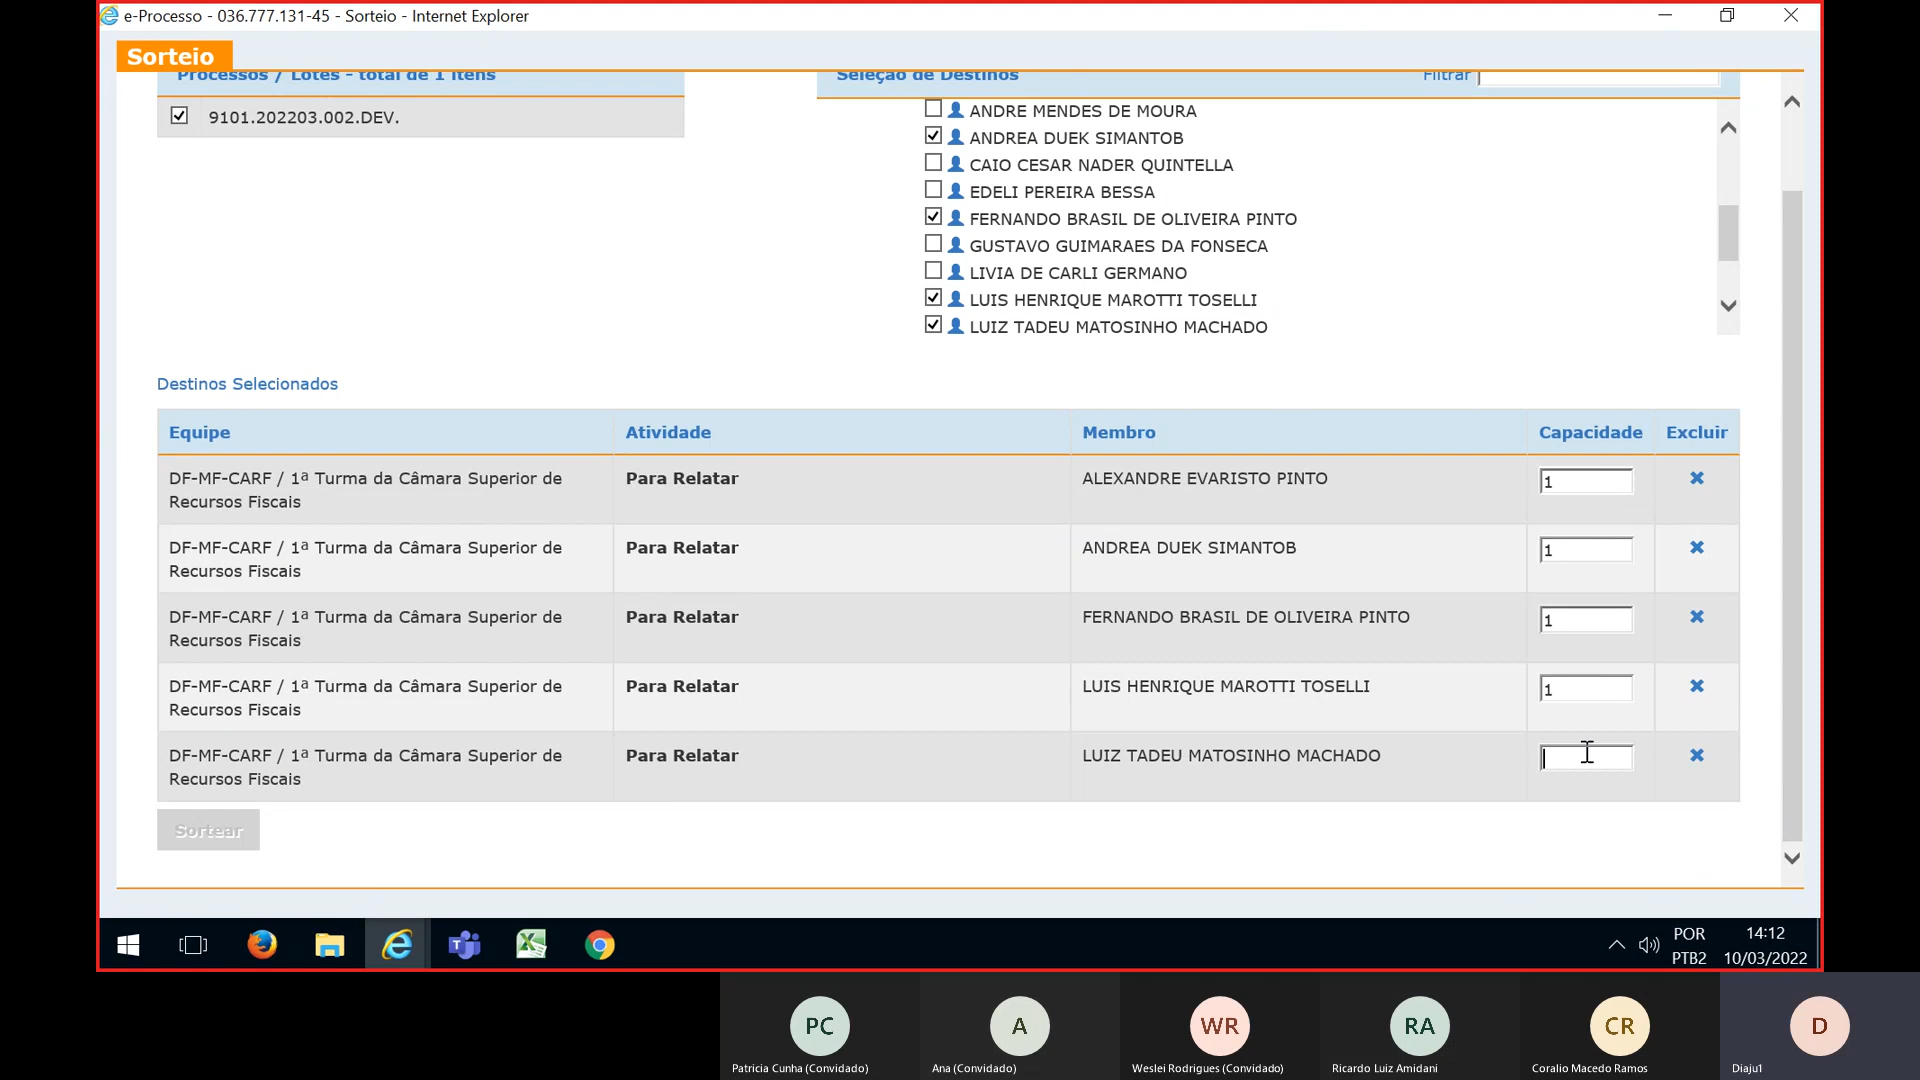 e-Processo - 036.777.131-45 - Sorteio - Internet Explorer
Sorteio
Processos / Lotes - total de 1 itens
Seleção de Destinos
Filtrar
9101.202203.002.DEV.
ANDRE MENDES DE MOURA
ANDREA DUEK SIMANTOB
CAIO CESAR NADER QUINTELLA
EDELI PEREIRA BESSA
FERNANDO BRASIL DE OLIVEIRA PINTO
GUSTAVO GUIMARAES DA FONSECA
LIVIA DE CARLI GERMANO
LUIS HENRIQUE MAROTTI TOSELLI
LUIZ TADEU MATOSINHO MACHADO
Destinos Selecionados
Equipe Atividade Membro Capacidade Excluir
DF-MF-CARF / 1ª Turma da Câmara Superior de Para Relatar ALEXANDRE EVARISTO PINTO 1
Recursos Fiscais
DF-MF-CARF / 1ª Turma da Câmara Superior de Para Relatar ANDREA DUEK SIMANTOB 1
Recursos Fiscais
DF-MF-CARF / 1ª Turma da Câmara Superior de Para Relatar FERNANDO BRASIL DE OLIVEIRA PINTO 1
Recursos Fiscais
DF-MF-CARF / 1ª Turma da Câmara Superior de Para Relatar LUIS HENRIQUE MAROTTI TOSELLI 1
Recursos Fiscais
DF-MF-CARF / 1ª Turma da Câmara Superior de Para Relatar LUIZ TADEU MATOSINHO MACHADO
Recursos Fiscais
Sortear
POR 14:12
PTB2 10/03/2022
PC A WR RA CR D
Patricia Cunha (Convidado) Ana (Convidado) Weslei Rodrigues (Convidado) Ricardo Luiz Amidani Coralio Macedo Ramos Diaju1